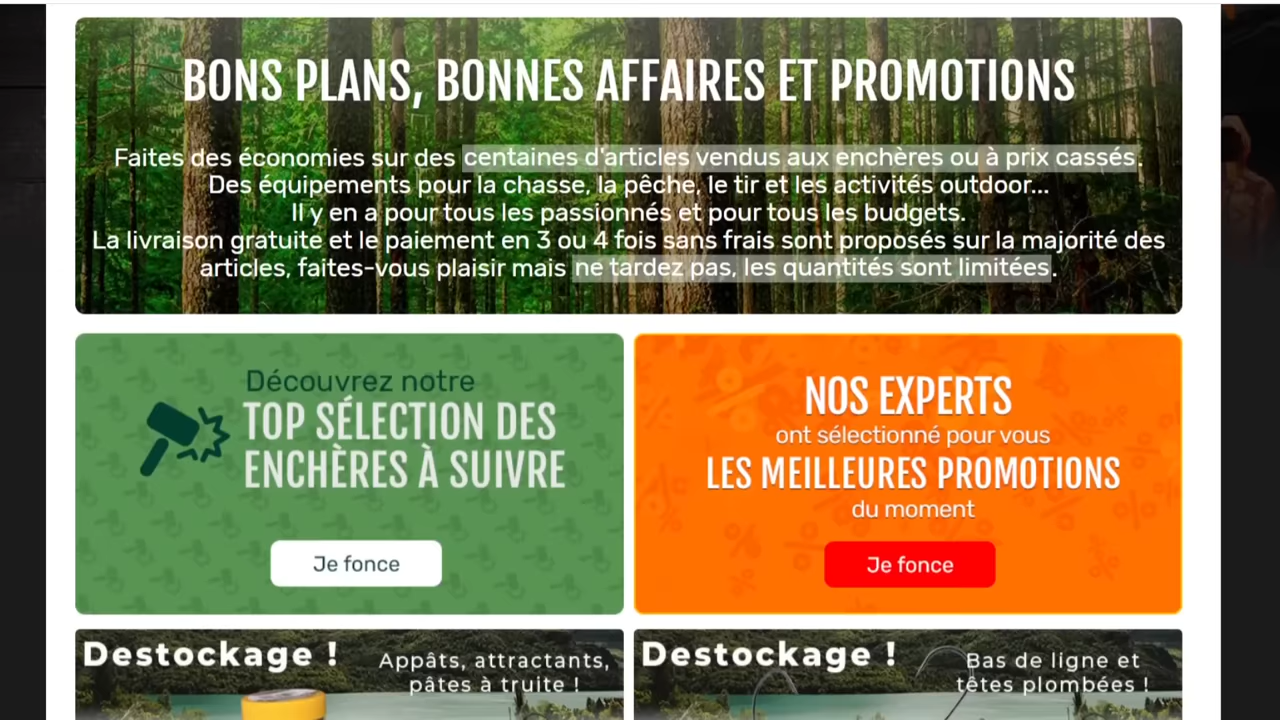 BONS PLANS, BONNES AFFAIRES ET PROMOTIONS
Faites des économies sur des centaines d'articles vendus aux enchères ou à prix cassés.
Des équipements pour la chasse, la pêche, le tir et les activités outdoor...
Il y en a pour tous les passionnés et pour tous les budgets.
La livraison gratuite et le paiement en 3 ou 4 fois sans frais sont proposés sur la majorité des
articles, faites-vous plaisir mais ne tardez pas, les quantités sont limitées.
Découvrez notre
TOP SÉLECTION DES
ENCHÈRES À SUIVRE
Je fonce
NOS EXPERTS
ont sélectionné pour vous
LES MEILLEURES PROMOTIONS
du moment
Je fonce
Destockage !
Appâts, attractants,
pâtes à truite !
Destockage !
Bas de ligne et
têtes plombées !